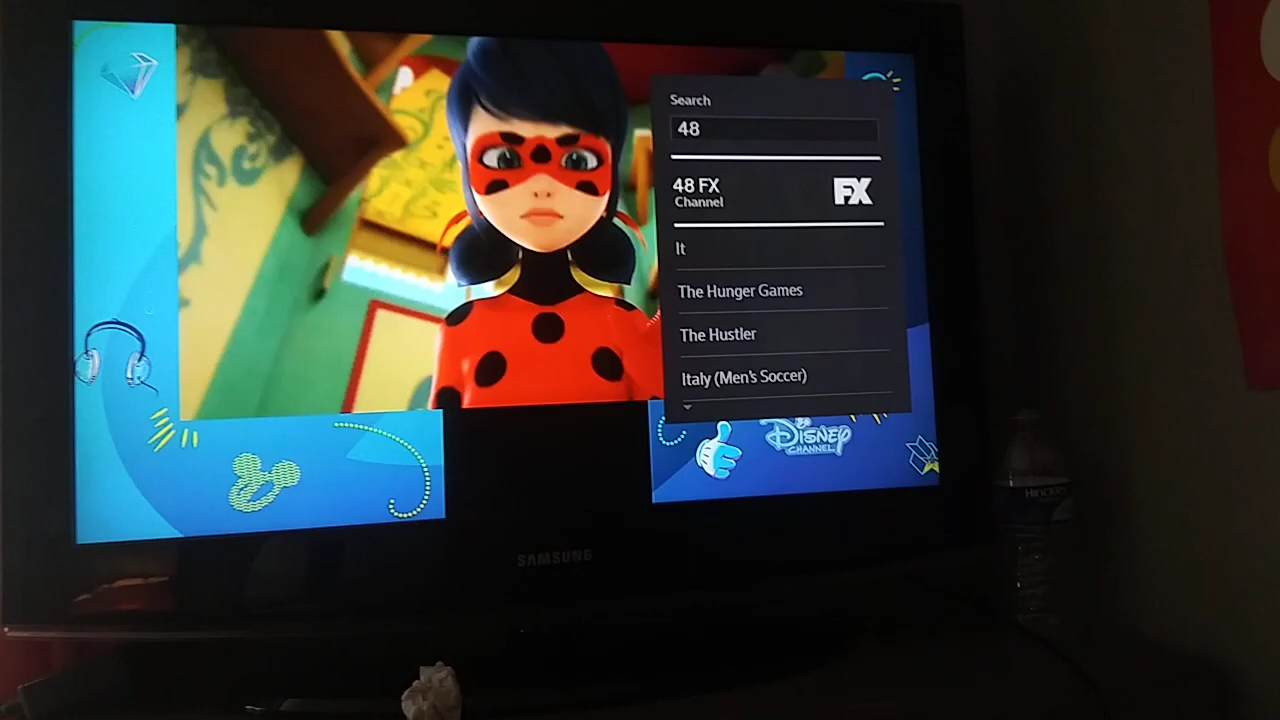 Search
48
48 FX
Channel
FX
It
The Hunger Games
The Hustler
Italy (Men's Soccer)
Disney
CHANNEL
SAMSUNG